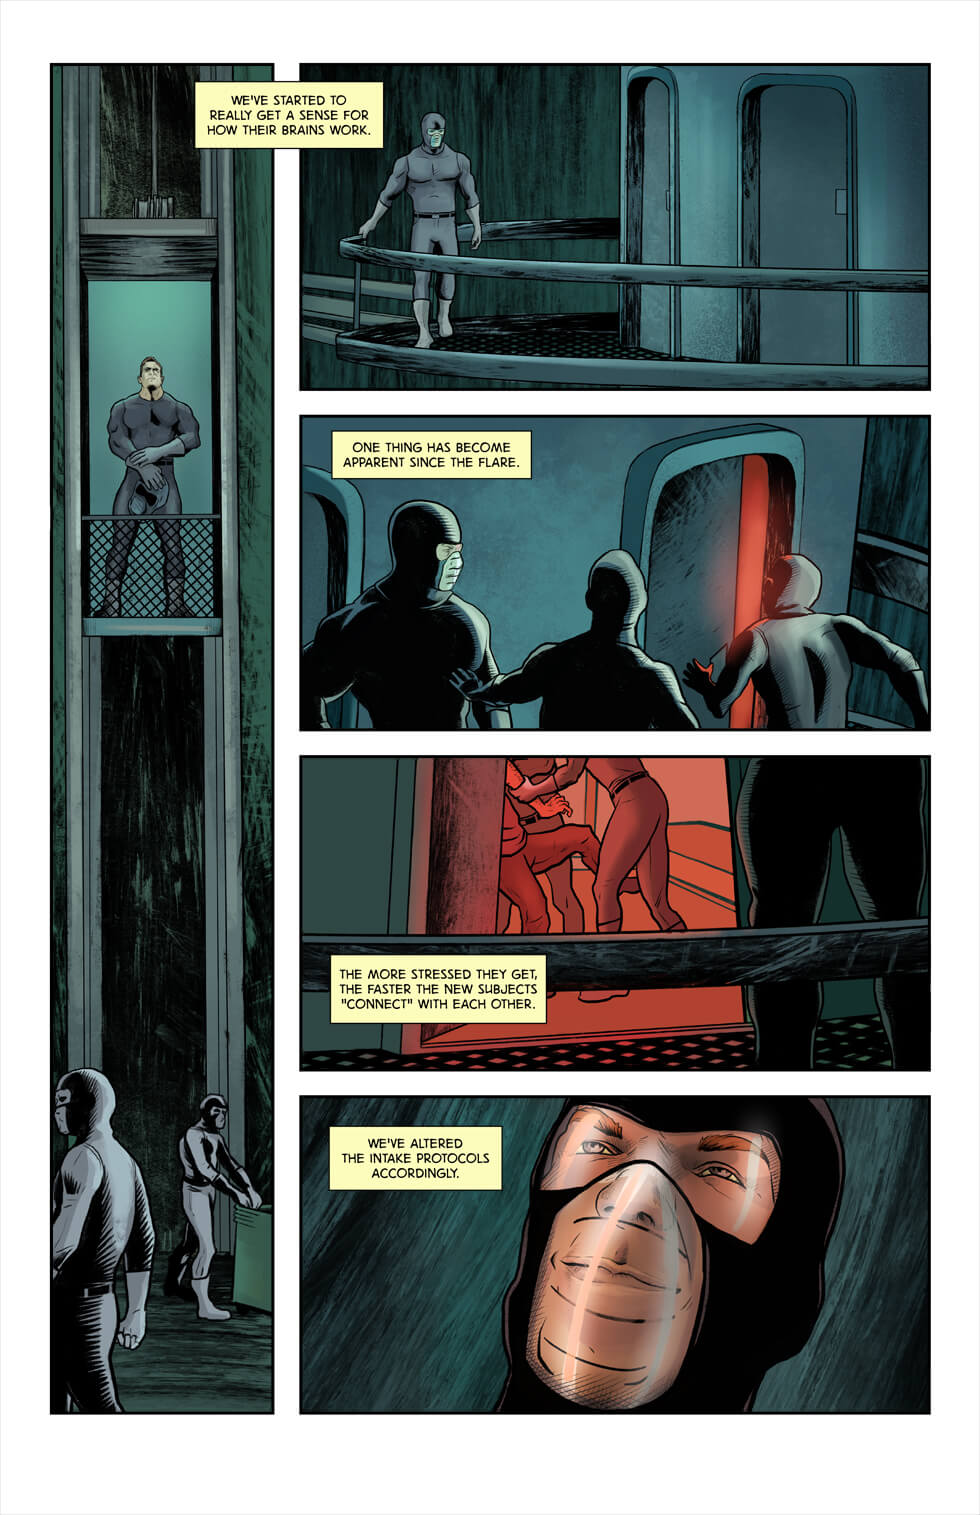 WE'VE STARTED TO
REALLY GET A SENSE FOR
HOW THEIR BRAINS WORK.
ONE THING HAS BECOME
APPARENT SINCE THE FLARE.
THE MORE STRESSED THEY GET,
THE FASTER THE NEW SUBJECTS
"CONNECT" WITH EACH OTHER.
WE'VE ALTERED
THE INTAKE PROTOCOLS
ACCORDINGLY.